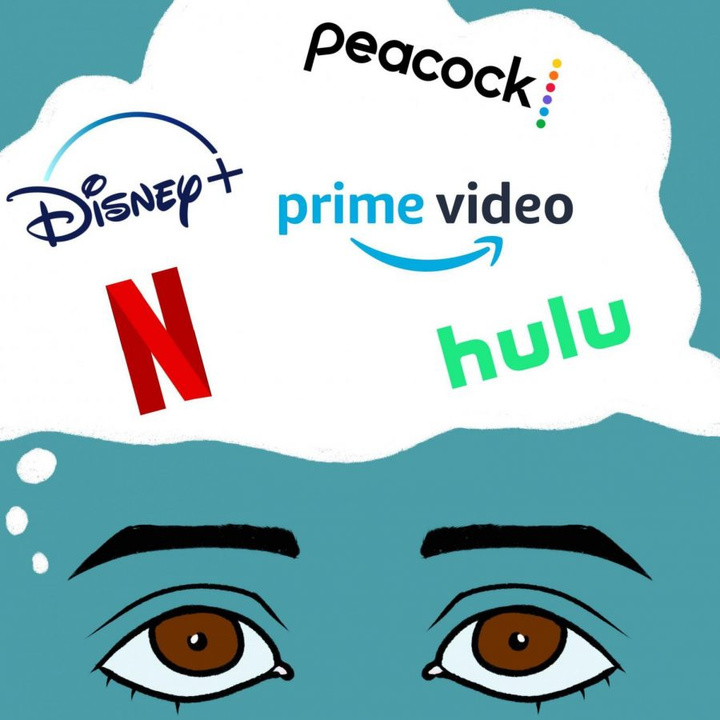 peacock
Disney+
prime video
N
hulu